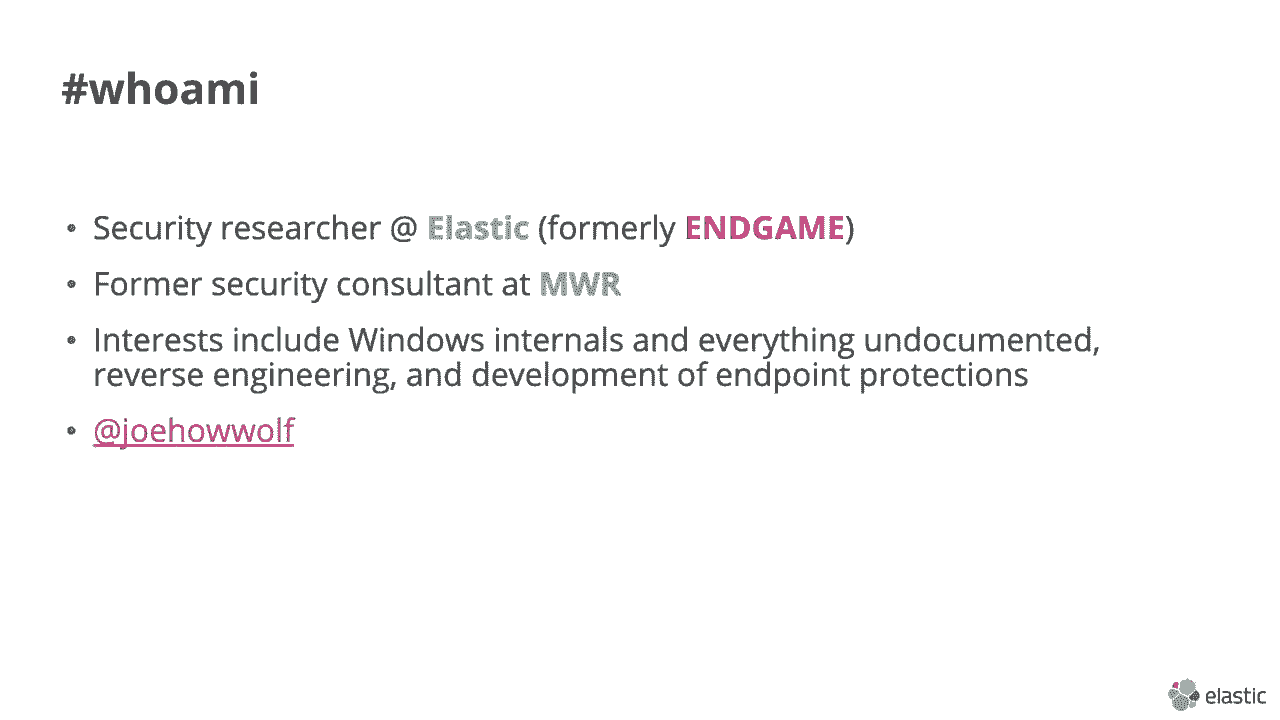 #whoami
• Security researcher @ Elastic (formerly ENDGAME)
• Former security consultant at MWR
• Interests include Windows internals and everything undocumented,
reverse engineering, and development of endpoint protections
• @joehowwolf
elastic